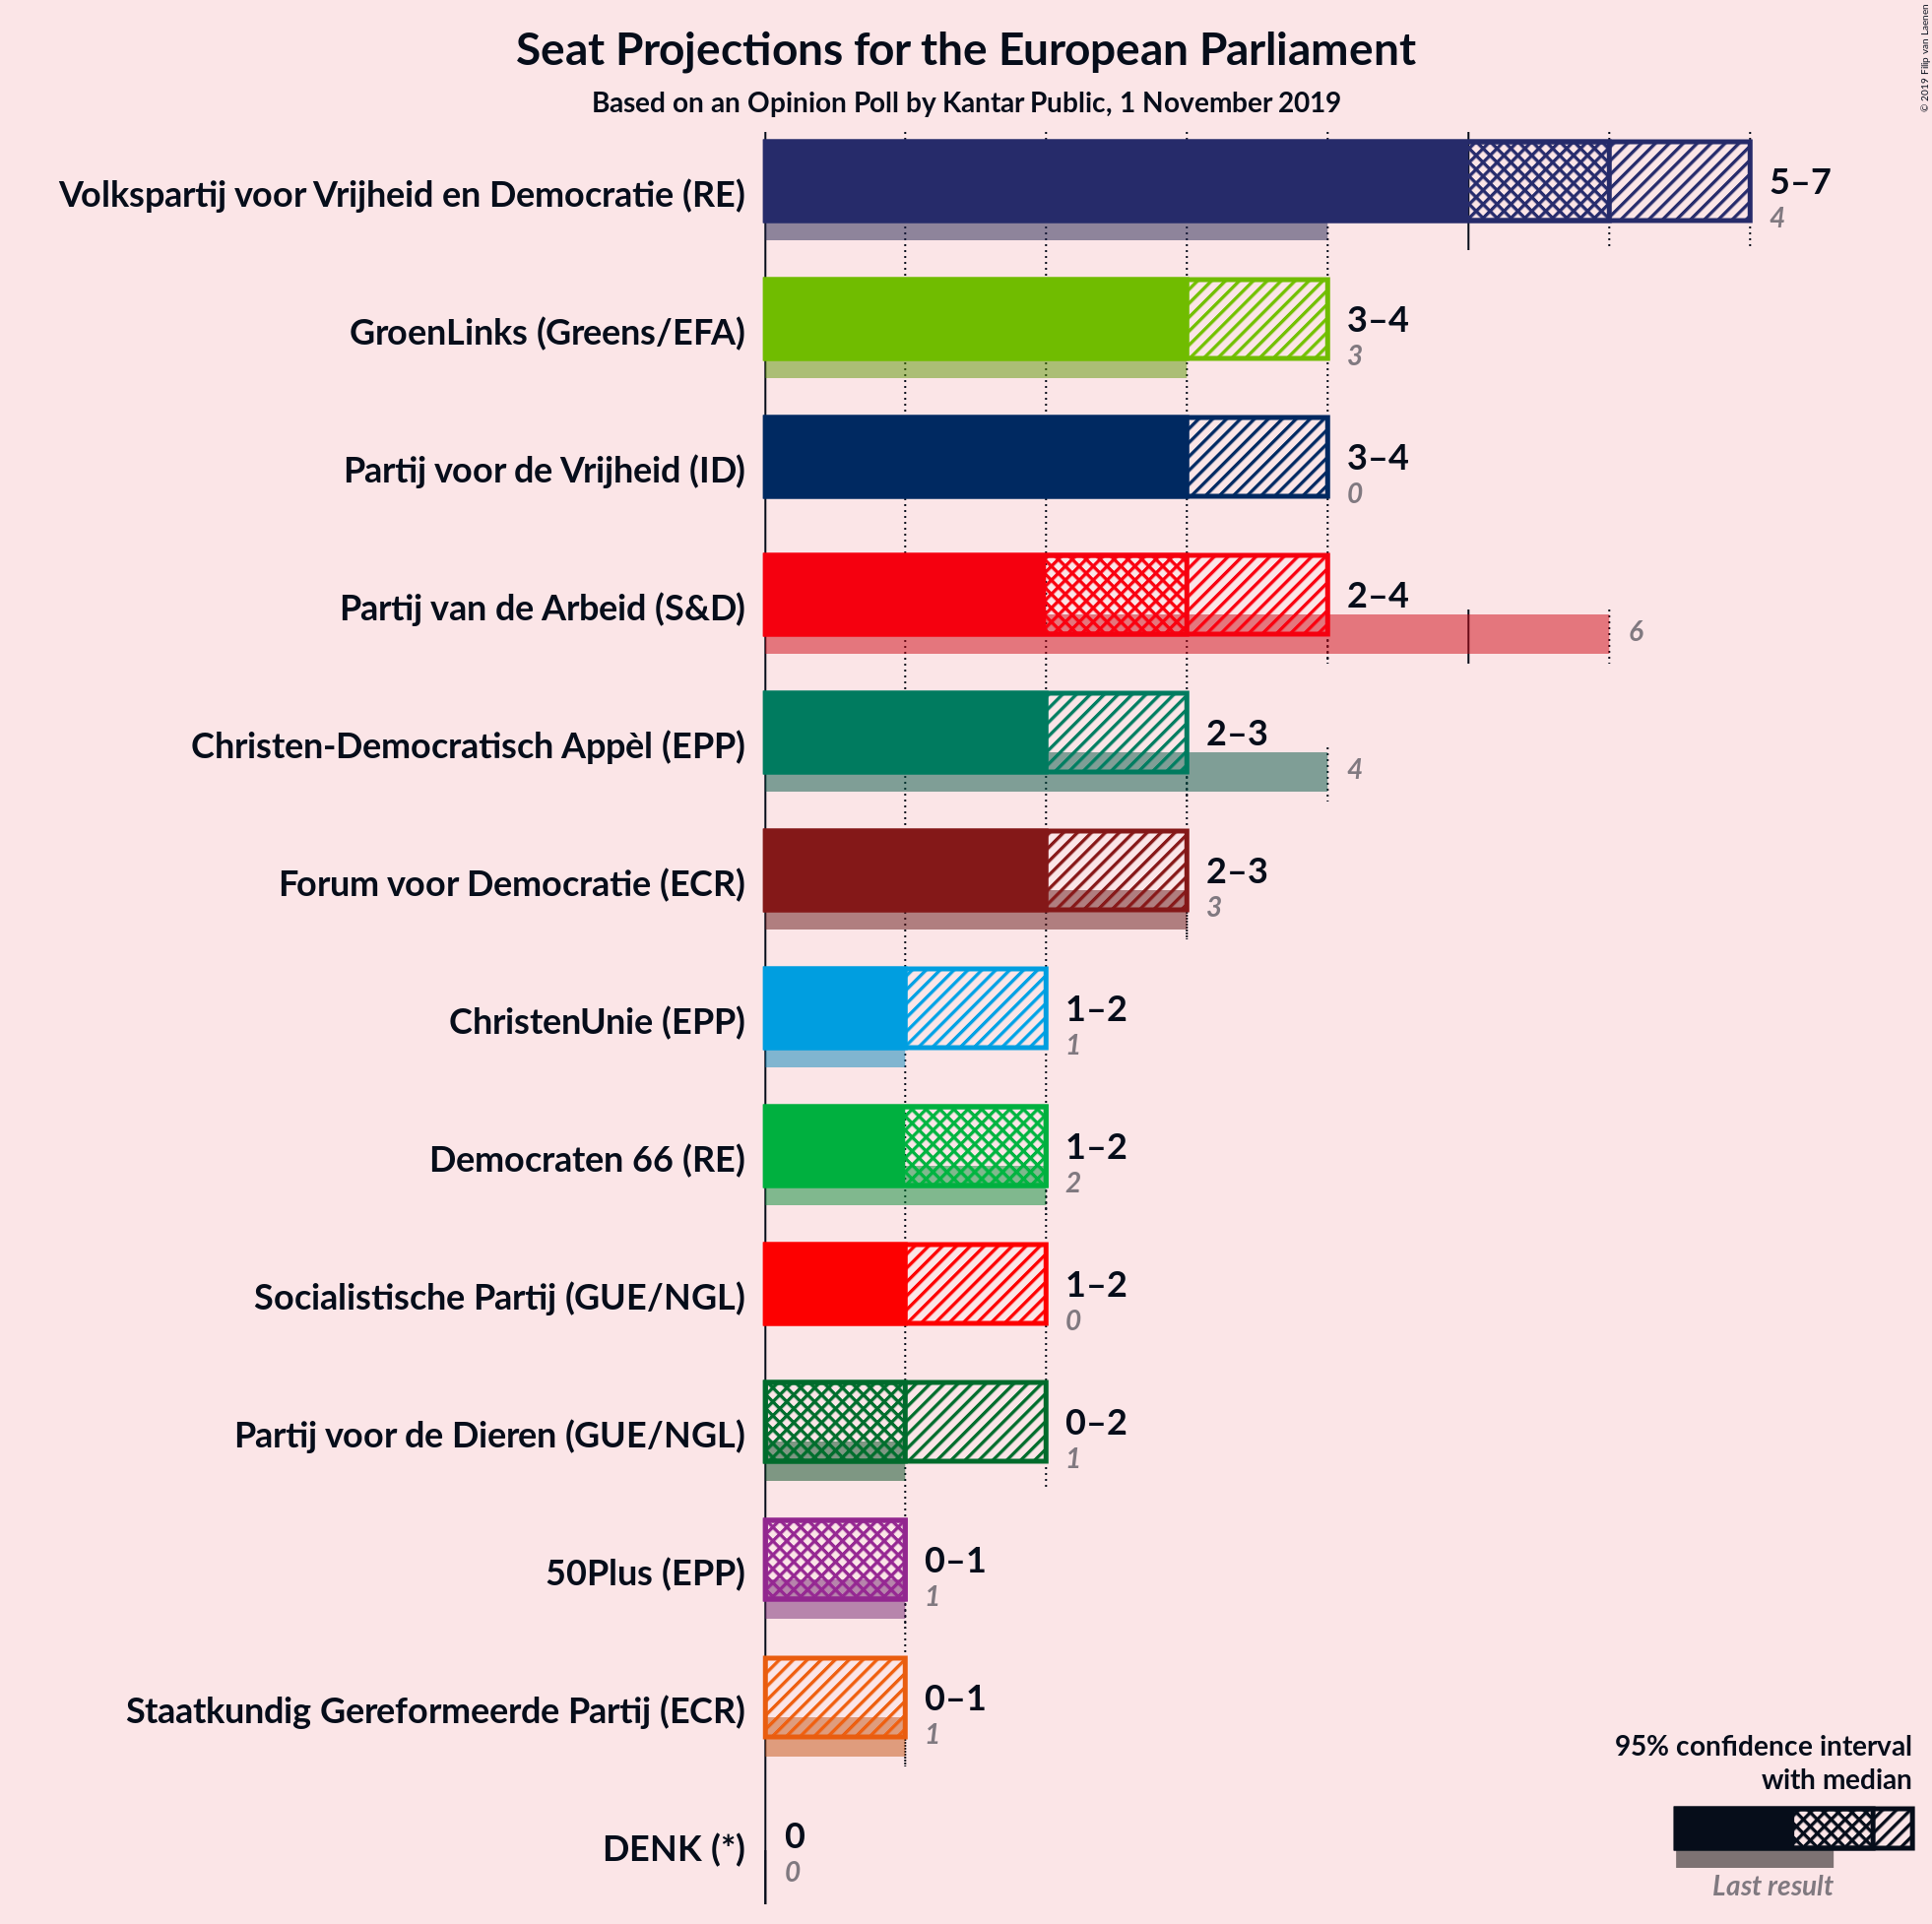 Seat Projections for the European Parliament
Based on an Opinion Poll by Kantar Public, 1 November 2019
© 2019 Filip van Laenen
Volkspartij voor Vrijheid en Democratie (RE)
5–7
4
GroenLinks (Greens/EFA)
3–4
3
Partij voor de Vrijheid (ID)
3–4
0
Partij van de Arbeid (S&D)
2–4
6
Christen-Democratisch Appèl (EPP)
2–3
4
Forum voor Democratie (ECR)
2–3
3
ChristenUnie (EPP)
1–2
1
Democraten 66 (RE)
1–2
2
Socialistische Partij (GUE/NGL)
1–2
0
Partij voor de Dieren (GUE/NGL)
0–2
1
50Plus (EPP)
0–1
1
Staatkundig Gereformeerde Partij (ECR)
0–1
1
DENK (*)
0
0
95% confidence interval
with median
Last result